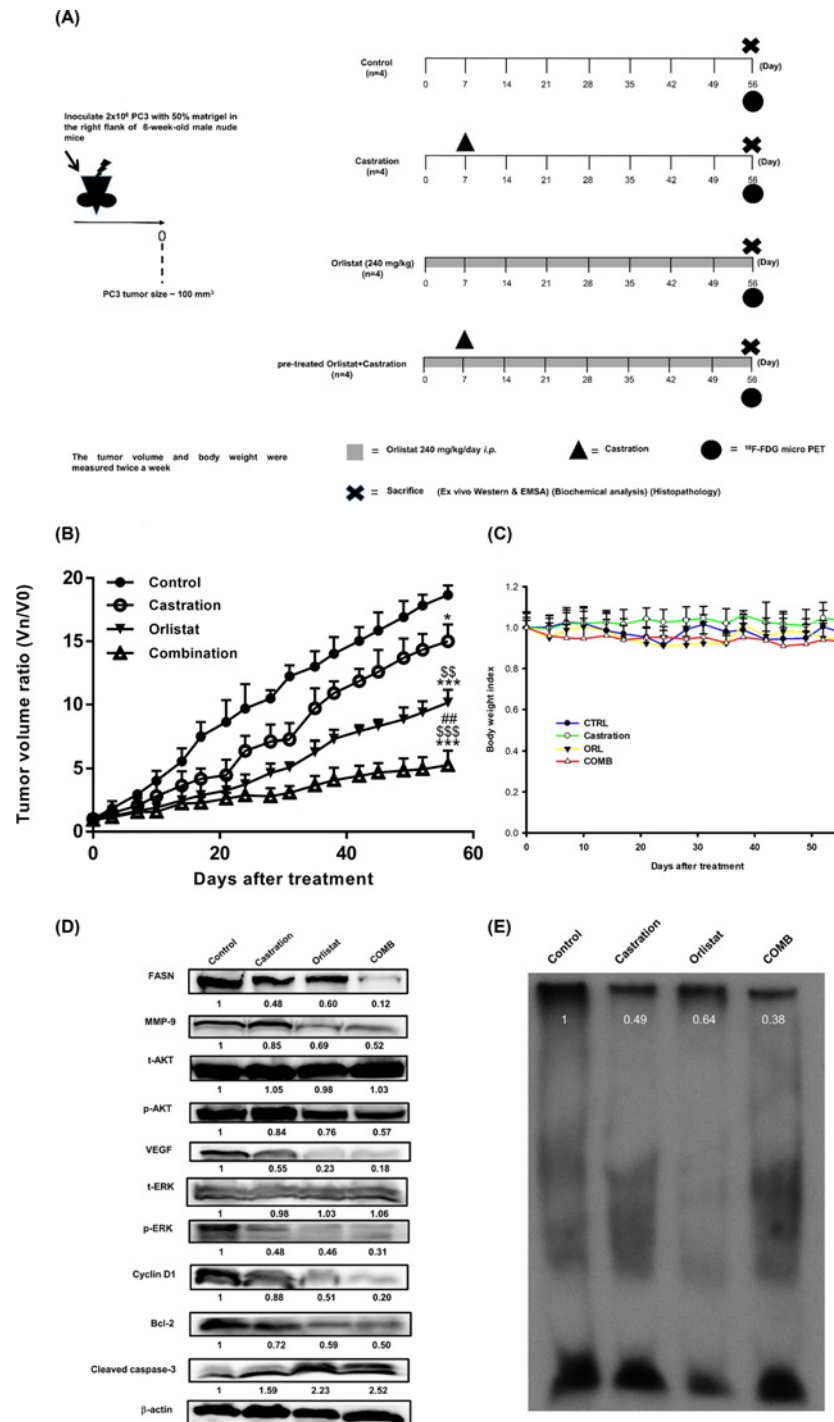 (A)
Control
(n=4)
(Day)
0 7 14 21 28 35 42 49 56
Inoculate 2x10⁶ PC3 with 50% matrigel in
the right flank of 6-week-old male nude
mice
0
PC3 tumor size ~ 100 mm³
Castration
(n=4)
(Day)
0 7 14 21 28 35 42 49 56
Orlistat (240 mg/kg)
(n=4)
(Day)
0 7 14 21 28 35 42 49 56
pre-treated Orlistat+Castration
(n=4)
(Day)
0 7 14 21 28 35 42 49 56
The tumor volume and body weight were
measured twice a week
= Orlistat 240 mg/kg/day i.p.
= Castration
= ¹⁸F-FDG micro PET
= Sacrifice (Ex vivo Western & EMSA) (Biochemical analysis) (Histopathology)
(B)
Tumor volume ratio (Vn/V0)
20
15
10
5
0
Control
Castration
Orlistat
Combination
*
$$
***
##
$$$
***
0 20 40 60
Days after treatment
(C)
Body weight index
1.2
1.0
0.8
0.6
0.4
0.2
0.0
CTRL
Castration
ORL
COMB
0 10 20 30 40 50
Days after treatment
(D)
Control Castration Orlistat COMB
FASN
1 0.48 0.60 0.12
MMP-9
1 0.85 0.69 0.52
t-AKT
1 1.05 0.98 1.03
p-AKT
1 0.84 0.76 0.57
VEGF
1 0.55 0.23 0.18
t-ERK
1 0.98 1.03 1.06
p-ERK
1 0.48 0.46 0.31
Cyclin D1
1 0.88 0.51 0.20
Bcl-2
1 0.72 0.59 0.50
Cleaved caspase-3
1 1.59 2.23 2.52
β-actin
(E)
Control Castration Orlistat COMB
1 0.49 0.64 0.38